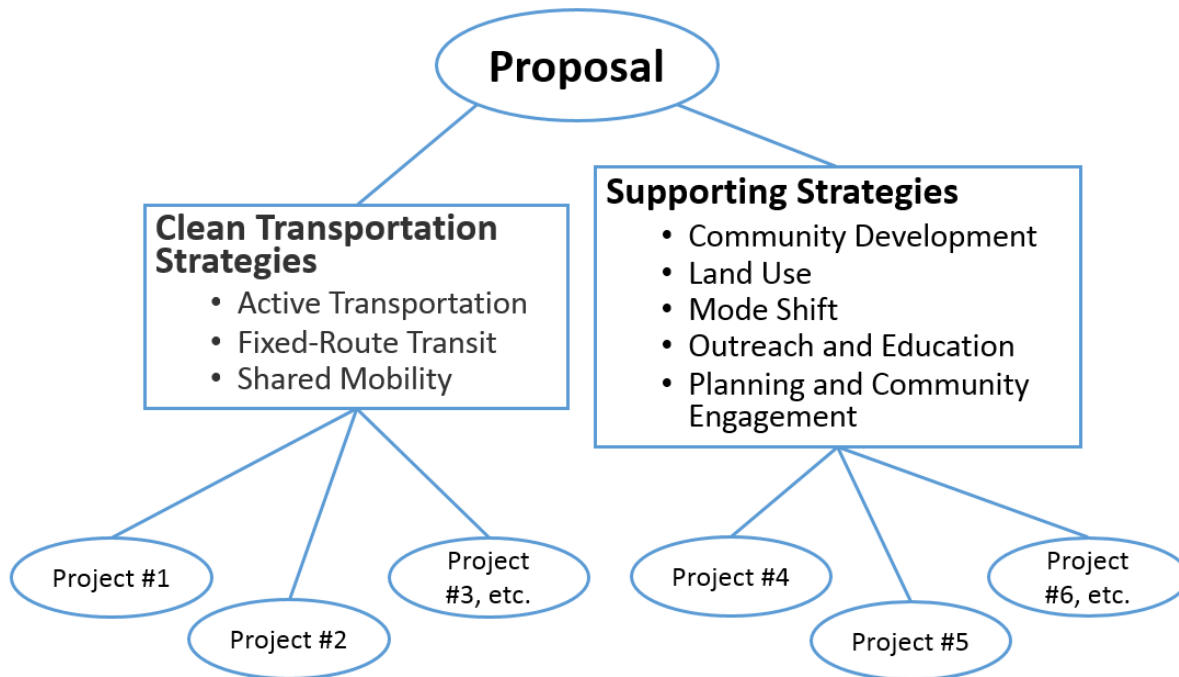 Proposal
Clean Transportation
Strategies
• Active Transportation
• Fixed-Route Transit
• Shared Mobility
Supporting Strategies
• Community Development
• Land Use
• Mode Shift
• Outreach and Education
• Planning and Community
Engagement
Project #1
Project #2
Project
#3, etc.
Project #4
Project #5
Project
#6, etc.